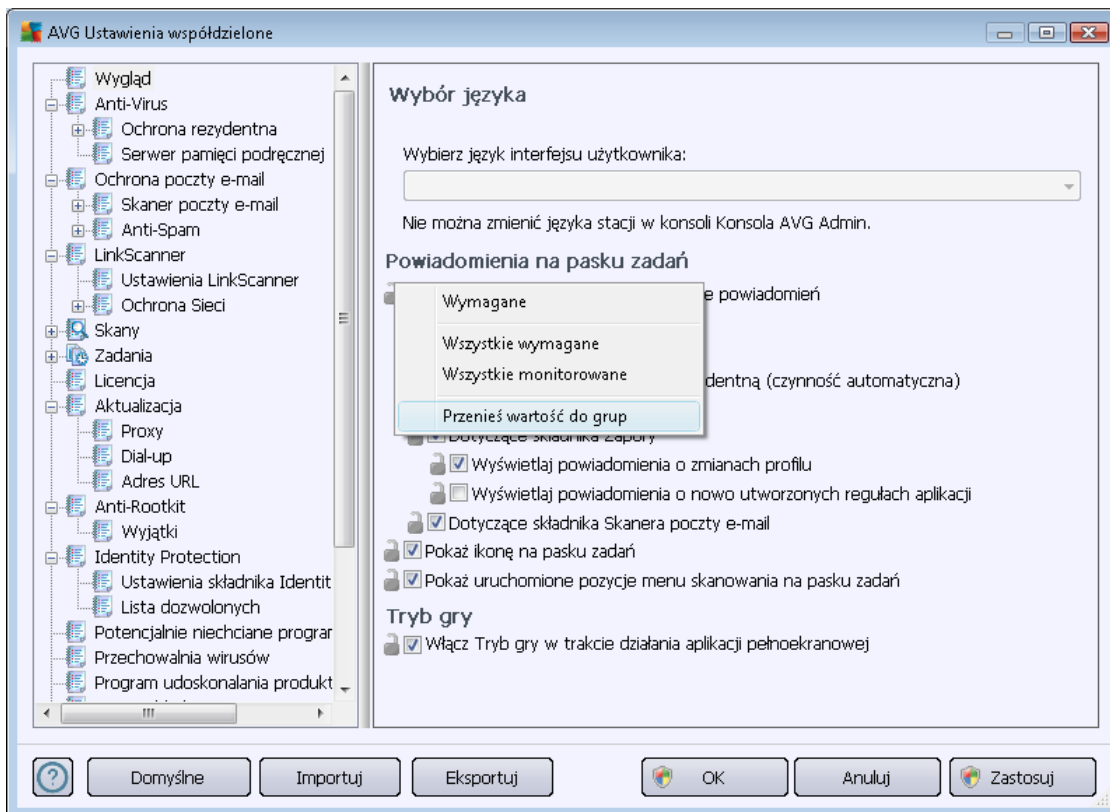 AVG Ustawienia współdzielone
Wygląd
Anti-Virus
Ochrona rezydentna
Serwer pamięci podręcznej
Ochrona poczty e-mail
Skaner poczty e-mail
Anti-Spam
LinkScanner
Ustawienia LinkScanner
Ochrona Sieci
Skany
Zadania
Licencja
Aktualizacja
Proxy
Dial-up
Adres URL
Anti-Rootkit
Wyjątki
Identity Protection
Ustawienia składnika Identit
Lista dozwolonych
Potencjalnie niechciane program
Przechowalnia wirusów
Program udoskonalania produkt
Wybór języka
Wybierz język interfejsu użytkownika:
Nie można zmienić języka stacji w konsoli Konsola AVG Admin.
Powiadomienia na pasku zadań
e powiadomień
Wymagane
Wszystkie wymagane
Wszystkie monitorowane
dentną (czynność automatyczna)
Przenieś wartość do grup
Dotyczące składnika Zapory
Wyświetlaj powiadomienia o zmianach profilu
Wyświetlaj powiadomienia o nowo utworzonych regułach aplikacji
Dotyczące składnika Skanera poczty e-mail
Pokaż ikonę na pasku zadań
Pokaż uruchomione pozycje menu skanowania na pasku zadań
Tryb gry
Włącz Tryb gry w trakcie działania aplikacji pełnoekranowej
Domyślne
Importuj
Eksportuj
OK
Anuluj
Zastosuj